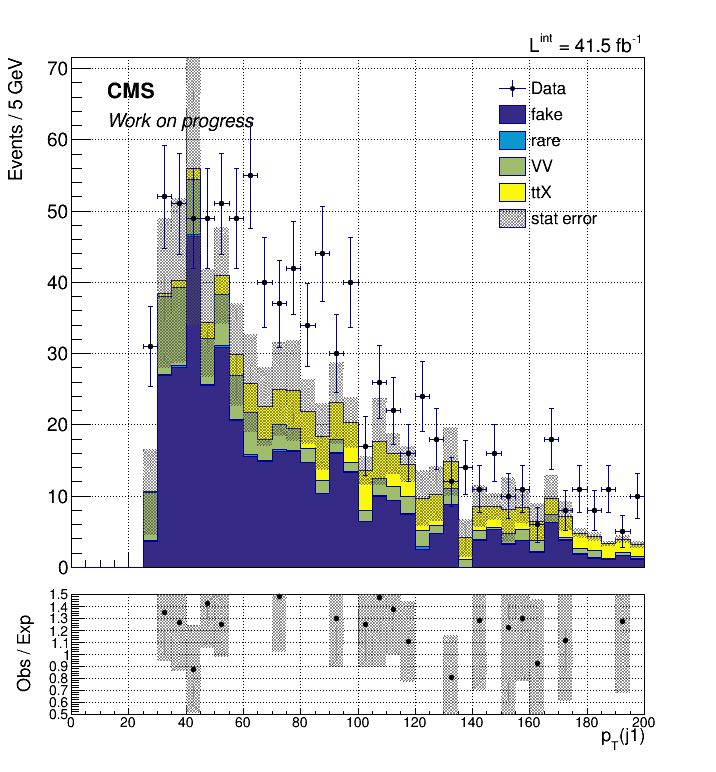 L^int = 41.5 fb^-1
Events / 5 GeV
70
60
50
40
30
20
10
0
CMS
Work on progress
Data
fake
rare
VV
ttX
stat error
Obs / Exp
1.5
1.4
1.3
1.2
1.1
1
0.9
0.8
0.7
0.6
0.5
0 20 40 60 80 100 120 140 160 180 200
p_T(j1)